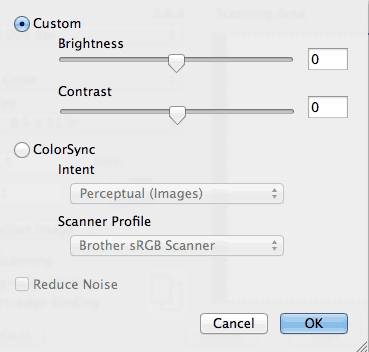 Custom
Brightness
0
Contrast
0
ColorSync
Intent
Perceptual (Images)
Scanner Profile
Brother sRGB Scanner
Reduce Noise
Cancel
OK